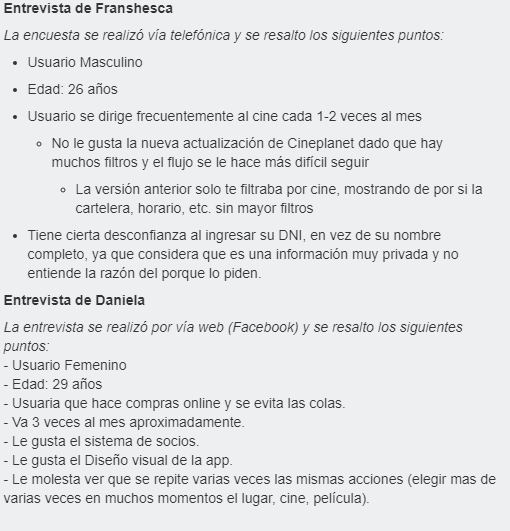 Entrevista de Franshesca
La encuesta se realizó vía telefónica y se resalto los siguientes puntos:
• Usuario Masculino
• Edad: 26 años
• Usuario se dirige frecuentemente al cine cada 1-2 veces al mes
◦ No le gusta la nueva actualización de Cineplanet dado que hay
muchos filtros y el flujo se le hace más difícil seguir
◦ La versión anterior solo te filtraba por cine, mostrando de por si la
cartelera, horario, etc. sin mayor filtros
• Tiene cierta desconfianza al ingresar su DNI, en vez de su nombre
completo, ya que considera que es una información muy privada y no
entiende la razón del porque lo piden.
Entrevista de Daniela
La entrevista se realizó por vía web (Facebook) y se resalto los siguientes
puntos:
- Usuario Femenino
- Edad: 29 años
- Usuaria que hace compras online y se evita las colas.
- Va 3 veces al mes aproximadamente.
- Le gusta el sistema de socios.
- Le gusta el Diseño visual de la app.
- Le molesta ver que se repite varias veces las mismas acciones (elegir mas de
varias veces en muchos momentos el lugar, cine, película).